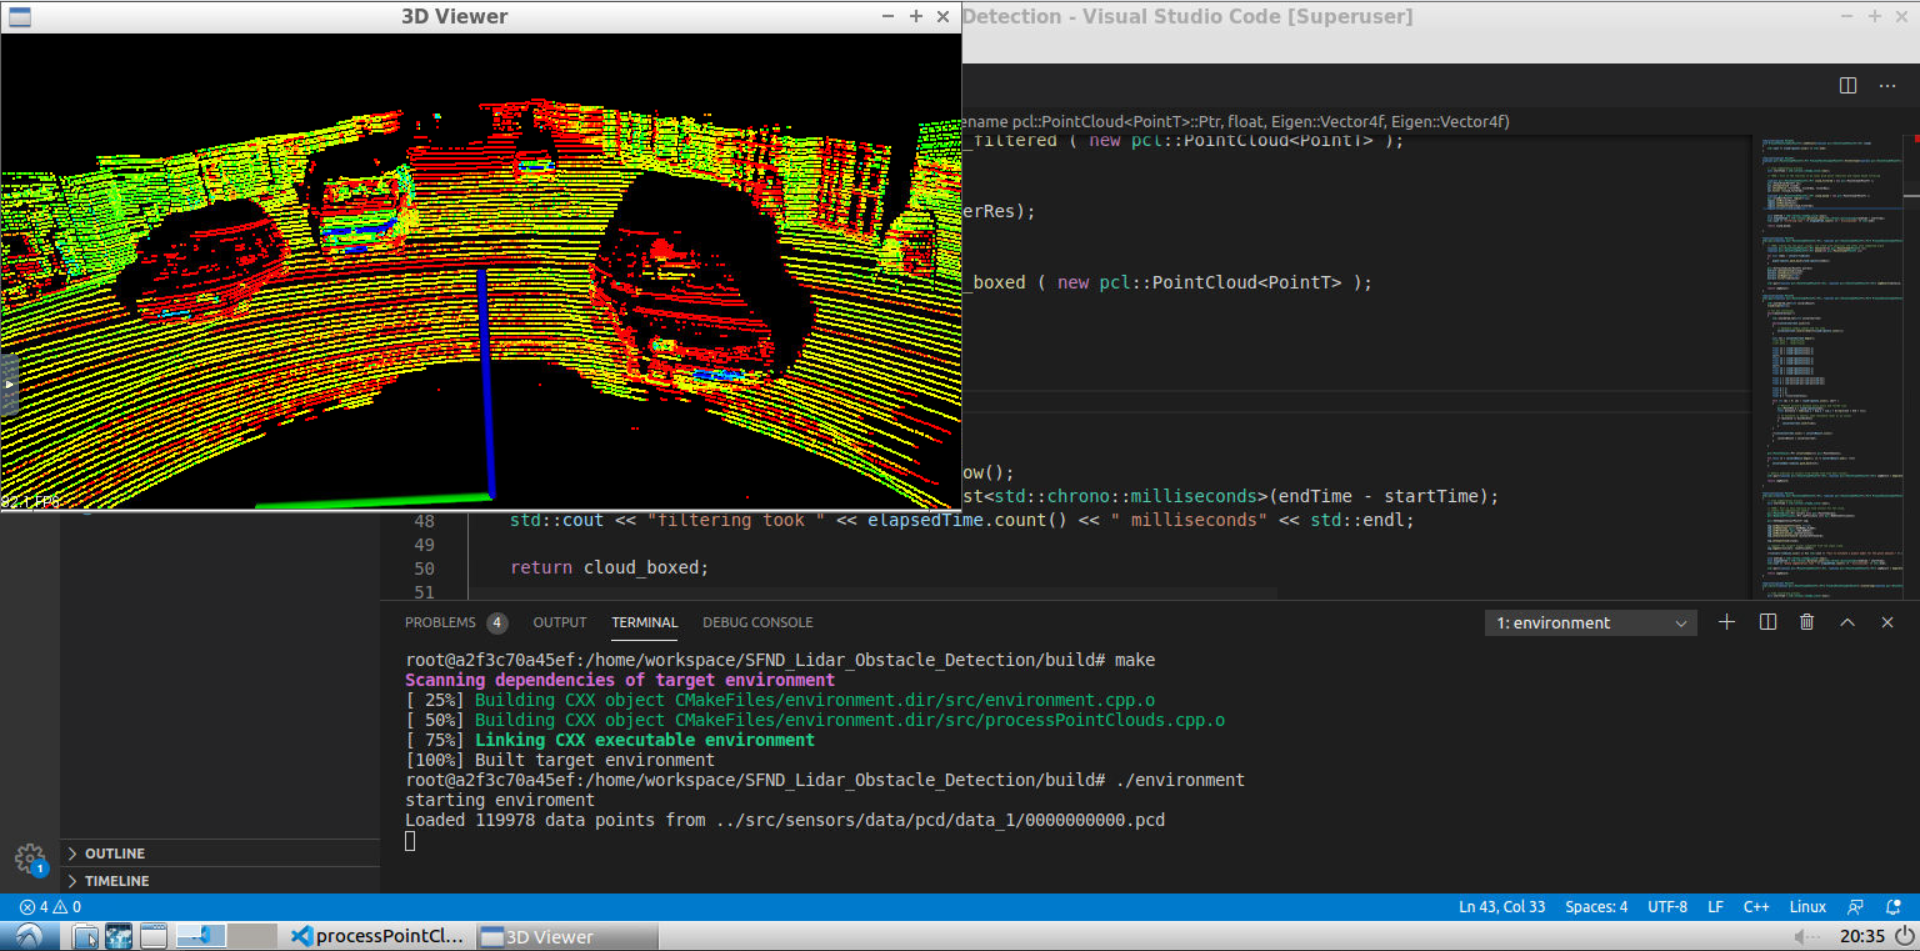 3D Viewer
Detection - Visual Studio Code [Superuser]
ename pcl::PointCloud<PointT>::Ptr, float, Eigen::Vector4f, Eigen::Vector4f)
_filtered ( new pcl::PointCloud<PointT> );
erRes);
_boxed ( new pcl::PointCloud<PointT> );
ow();
st<std::chrono::milliseconds>(endTime - startTime);
48 std::cout << "filtering took " << elapsedTime.count() << " milliseconds" << std::endl;
49
50 return cloud_boxed;
51
PROBLEMS 4 OUTPUT TERMINAL DEBUG CONSOLE 1: environment
root@a2f3c70a45ef:/home/workspace/SFND_Lidar_Obstacle_Detection/build# make
Scanning dependencies of target environment
[ 25%] Building CXX object CMakeFiles/environment.dir/src/environment.cpp.o
[ 50%] Building CXX object CMakeFiles/environment.dir/src/processPointClouds.cpp.o
[ 75%] Linking CXX executable environment
[100%] Built target environment
root@a2f3c70a45ef:/home/workspace/SFND_Lidar_Obstacle_Detection/build# ./environment
starting enviroment
Loaded 119978 data points from ../src/sensors/data/pcd/data_1/0000000000.pcd
OUTLINE
1
TIMELINE
4 0 Ln 43, Col 33 Spaces: 4 UTF-8 LF C++ Linux
processPointCl... 3D Viewer 20:35